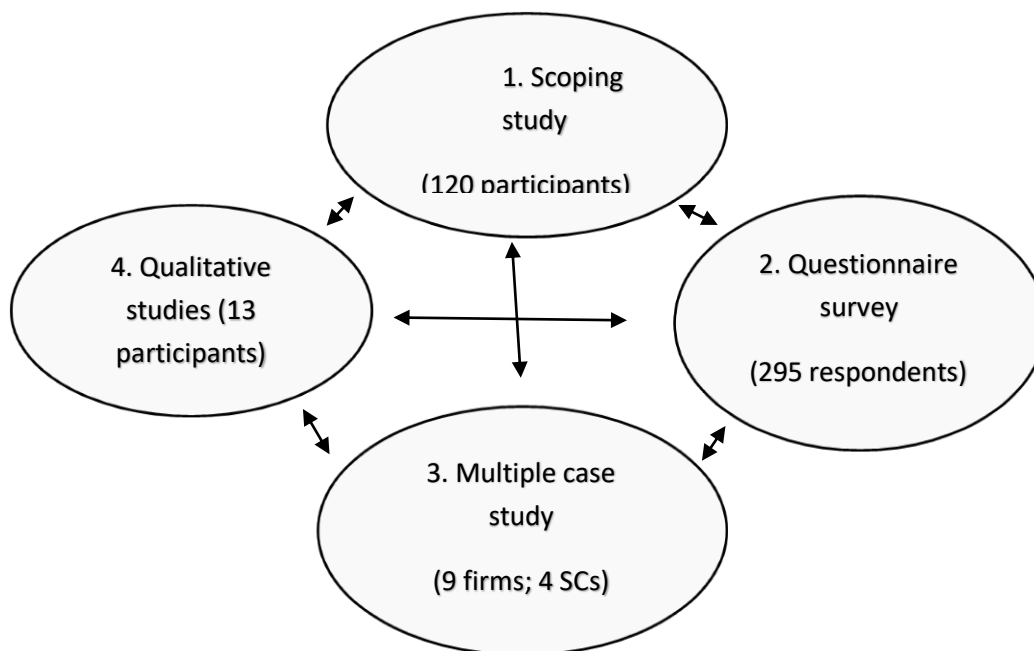 1. Scoping
study
(120 participants)
2. Questionnaire
survey
(295 respondents)
3. Multiple case
study
(9 firms; 4 SCs)
4. Qualitative
studies (13
participants)